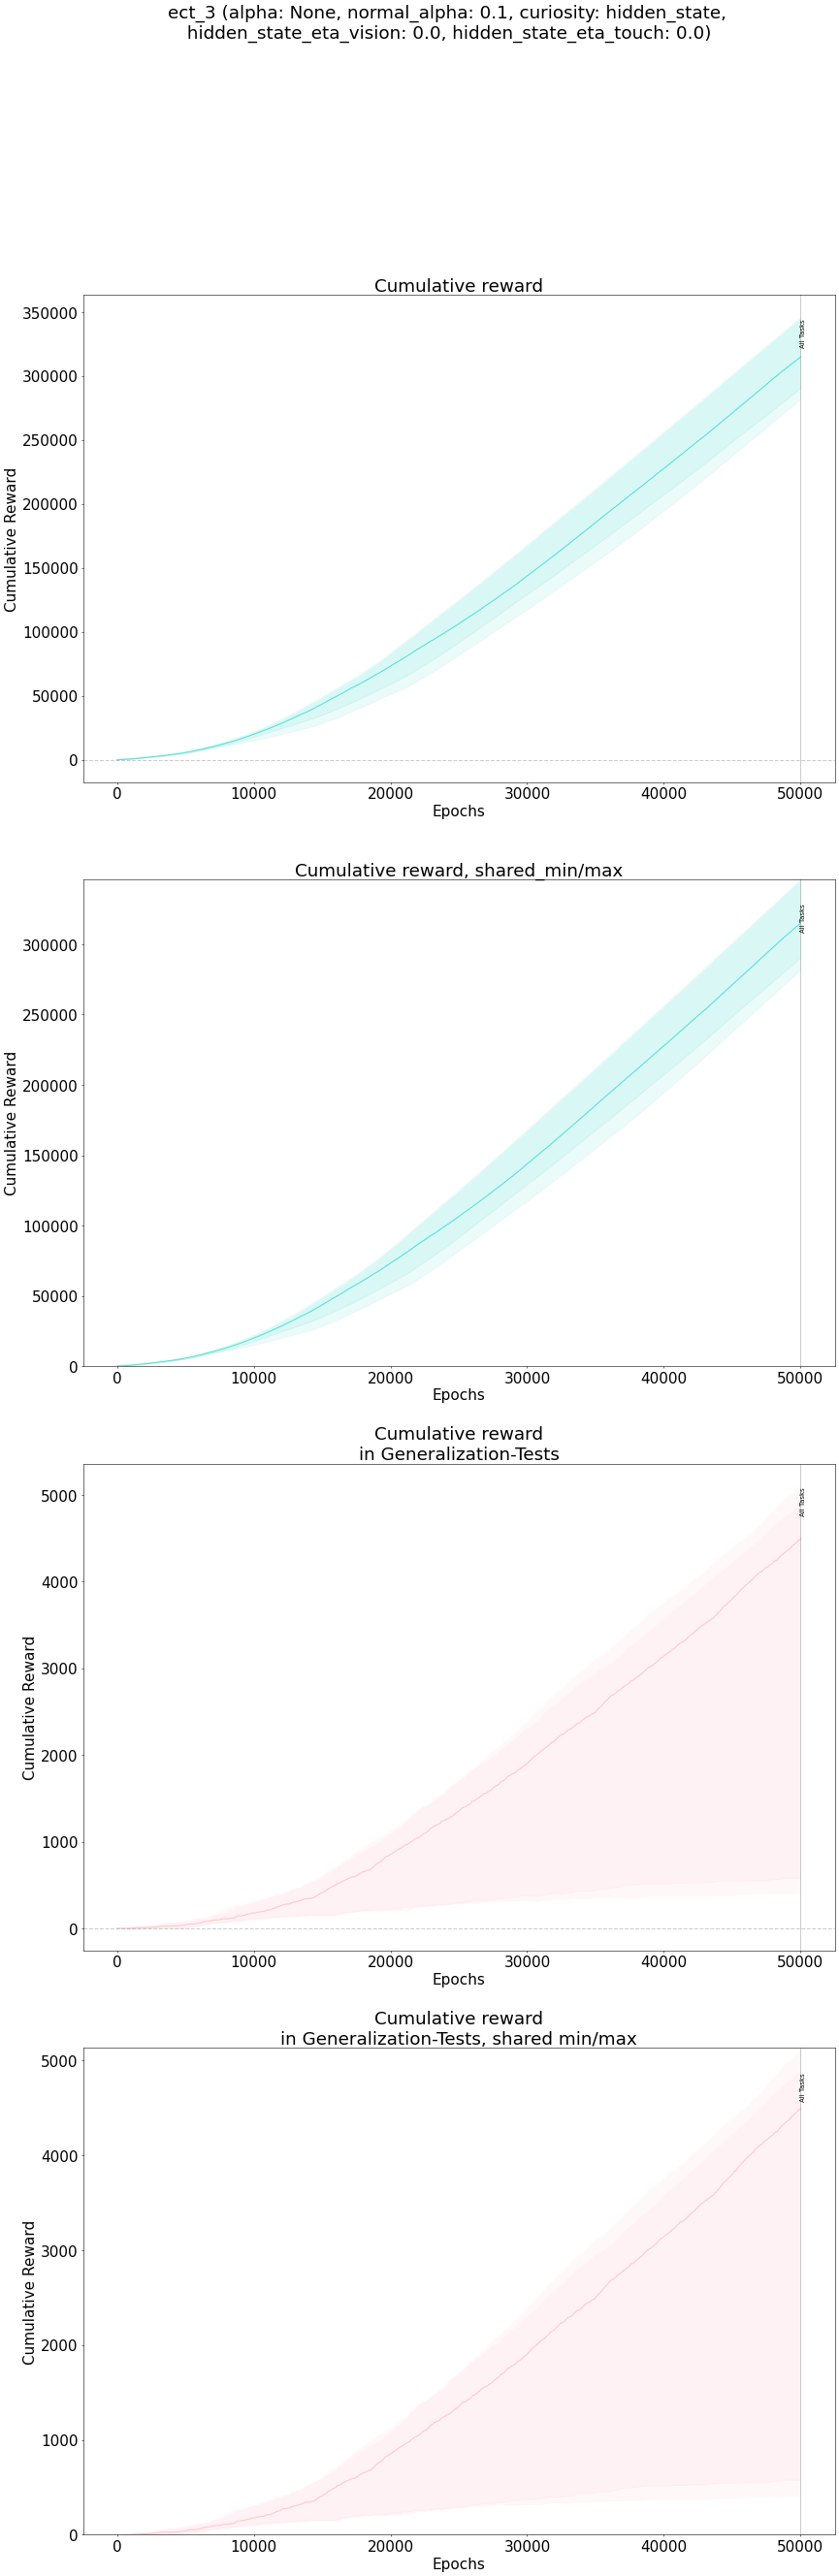 ect_3 (alpha: None, normal_alpha: 0.1, curiosity: hidden_state,
hidden_state_eta_vision: 0.0, hidden_state_eta_touch: 0.0)
Cumulative reward
350000
300000
250000
200000
150000
100000
50000
0
Cumulative Reward
All Tasks
0 10000 20000 30000 40000 50000
Epochs
Cumulative reward, shared_min/max
300000
250000
200000
150000
100000
50000
0
Cumulative Reward
All Tasks
0 10000 20000 30000 40000 50000
Epochs
Cumulative reward
in Generalization-Tests
5000
4000
3000
2000
1000
0
Cumulative Reward
All Tasks
0 10000 20000 30000 40000 50000
Epochs
Cumulative reward
in Generalization-Tests, shared min/max
5000
4000
3000
2000
1000
0
Cumulative Reward
All Tasks
0 10000 20000 30000 40000 50000
Epochs